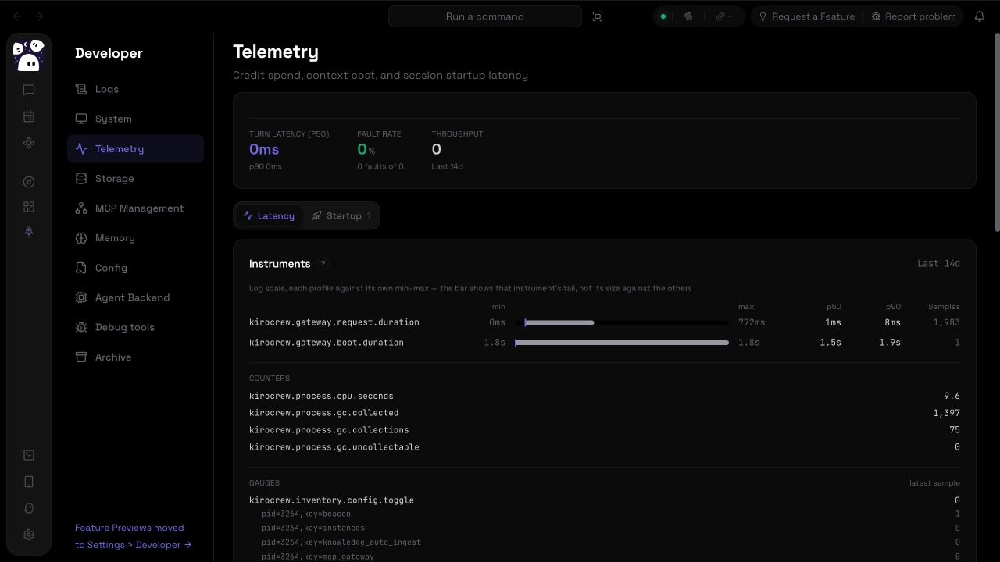 Run a command
Request a Feature
Report problem
Developer
Logs
System
Telemetry
Storage
MCP Management
Memory
Config
Agent Backend
Debug tools
Archive
Feature Previews moved
to Settings > Developer →
Telemetry
Credit spend, context cost, and session startup latency
TURN LATENCY (P50) FAULT RATE THROUGHPUT
0ms 0% 0
p90 0ms 0 faults of 0 Last 14d
Latency Startup 1
Instruments ? Last 14d
Log scale, each profile against its own min–max — the bar shows that instrument's tail, not its size against the others
min max p50 p90 Samples
kirocrew.gateway.request.duration 0ms 772ms 1ms 8ms 1,983
kirocrew.gateway.boot.duration 1.8s 1.8s 1.5s 1.9s 1
COUNTERS
kirocrew.process.cpu.seconds 9.6
kirocrew.process.gc.collected 1,397
kirocrew.process.gc.collections 75
kirocrew.process.gc.uncollectable 0
GAUGES latest sample
kirocrew.inventory.config.toggle 0
pid=3264,key=beacon 1
pid=3264,key=instances 0
pid=3264,key=knowledge_auto_ingest 0
pid=3264,key=mcp_gateway 0